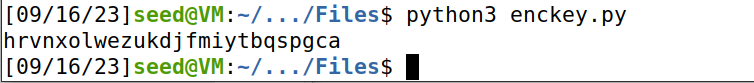 [09/16/23]seed@VM:~/.../Files$ python3 enckey.py
hrvnxolwezukdjfmiytbqspgca
[09/16/23]seed@VM:~/.../Files$